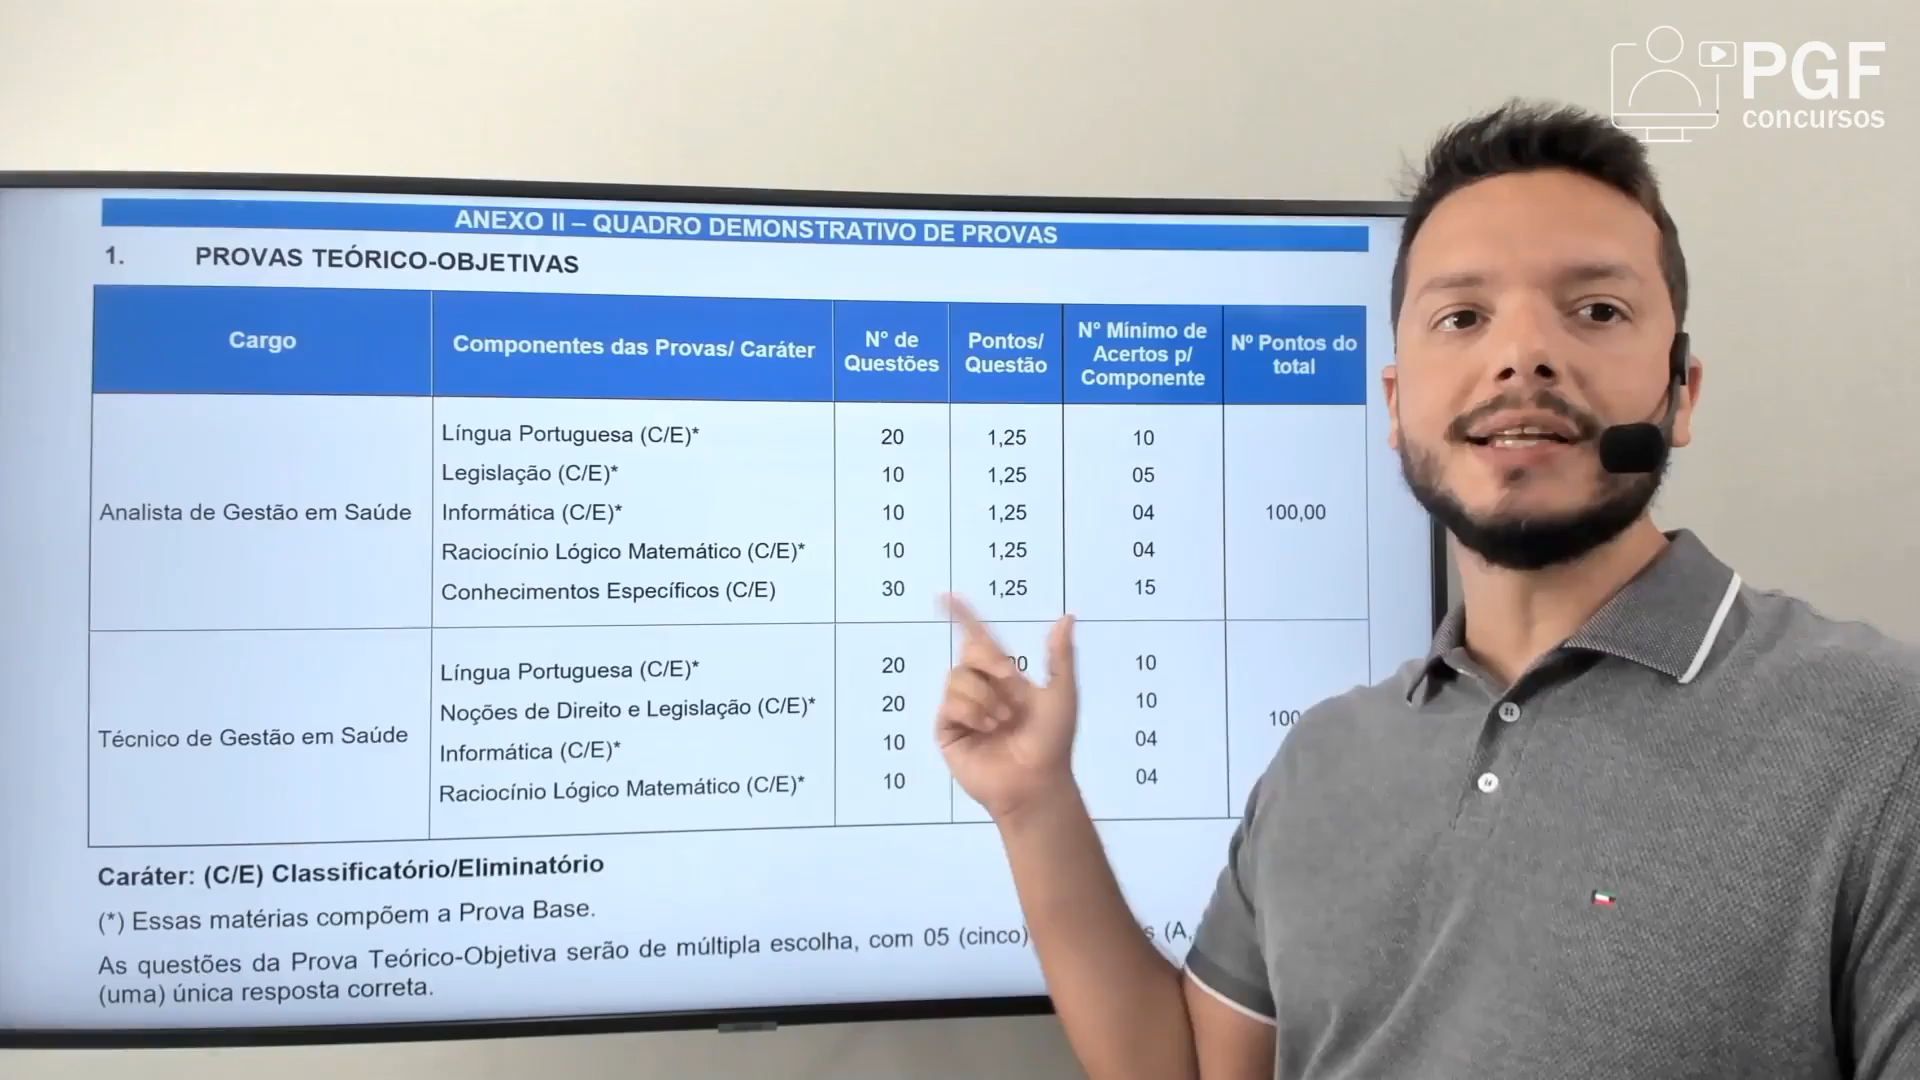 PGF
concursos
ANEXO II – QUADRO DEMONSTRATIVO DE PROVAS
1. PROVAS TEÓRICO-OBJETIVAS
Cargo
Componentes das Provas/ Caráter
Nº de
Questões
Pontos/
Questão
Nº Mínimo de
Acertos p/
Componente
Nº Pontos do
total
Analista de Gestão em Saúde
Língua Portuguesa (C/E)* 20 1,25 10
Legislação (C/E)* 10 1,25 05
Informática (C/E)* 10 1,25 04
Raciocínio Lógico Matemático (C/E)* 10 1,25 04
Conhecimentos Específicos (C/E) 30 1,25 15
100,00
Técnico de Gestão em Saúde
Língua Portuguesa (C/E)* 20 10
Noções de Direito e Legislação (C/E)* 20 10
Informática (C/E)* 10 04
Raciocínio Lógico Matemático (C/E)* 10 04
100
Caráter: (C/E) Classificatório/Eliminatório
(*) Essas matérias compõem a Prova Base.
As questões da Prova Teórico-Objetiva serão de múltipla escolha, com 05 (cinco) (A,
(uma) única resposta correta.